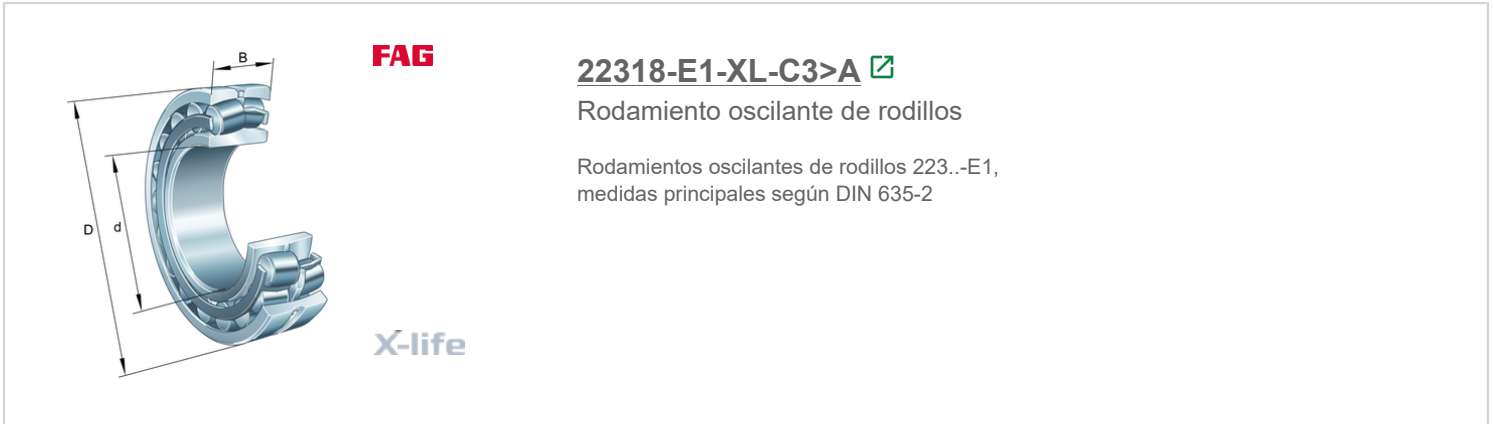 B
FAG
22318-E1-XL-C3>A
Rodamiento oscilante de rodillos
Rodamientos oscilantes de rodillos 223..-E1,
medidas principales según DIN 635-2
D
d
X-life